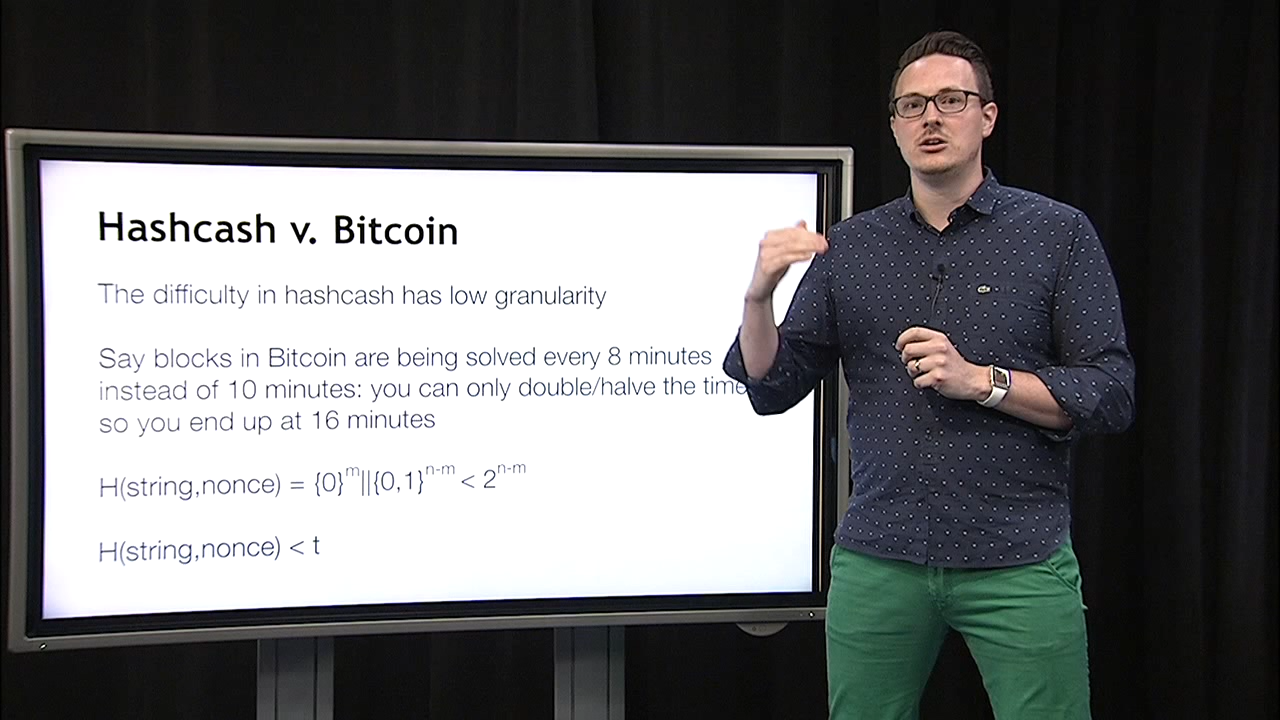 Hashcash v. Bitcoin
The difficulty in hashcash has low granularity
Say blocks in Bitcoin are being solved every 8 minutes
instead of 10 minutes: you can only double/halve the time
so you end up at 16 minutes
H(string,nonce) = {0}^m||{0,1}^n-m < 2^n-m
H(string,nonce) < t